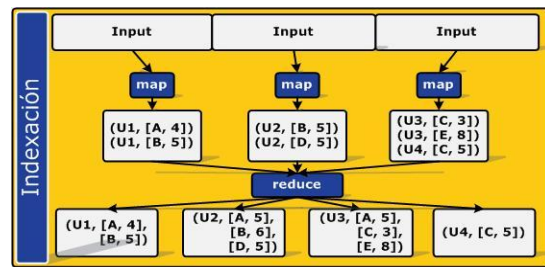 Indexación
Input
Input
Input
map
map
map
(U1, [A, 4])
(U1, [B, 5])
(U2, [B, 5])
(U2, [D, 5])
(U3, [C, 3])
(U3, [E, 8])
(U4, [C, 5])
reduce
(U1, [A, 4],
[B, 5])
(U2, [A, 5],
[B, 6],
[D, 5])
(U3, [A, 5],
[C, 3],
[E, 8])
(U4, [C, 5])